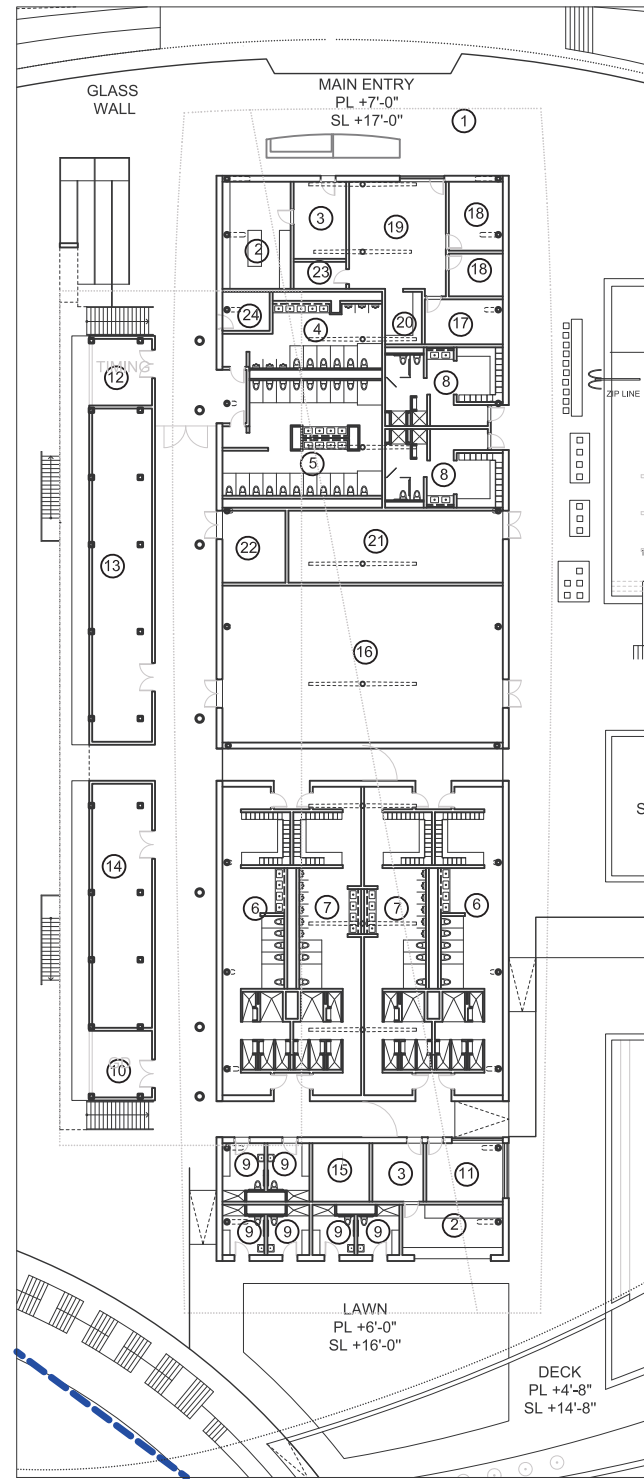 GLASS
WALL
MAIN ENTRY
PL +7'-0"
SL +17'-0"
1
3
19
18
2
23
18
24
4
20
17
TIMING
12
8
ZIP LINE
5
8
22
21
13
16
S
14
6
7
7
6
10
9
9
15
3
11
9
9
9
9
2
LAWN
PL +6'-0"
SL +16'-0"
DECK
PL +4'-8"
SL +14'-8"